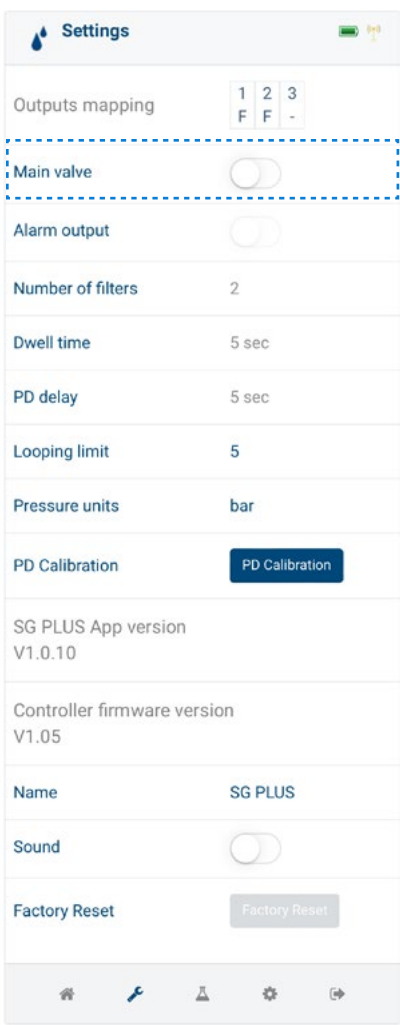 Settings
Outputs mapping
1 2 3
F F -
Main valve
Alarm output
Number of filters 2
Dwell time 5 sec
PD delay 5 sec
Looping limit 5
Pressure units bar
PD Calibration PD Calibration
SG PLUS App version
V1.0.10
Controller firmware version
V1.05
Name SG PLUS
Sound
Factory Reset Factory Reset